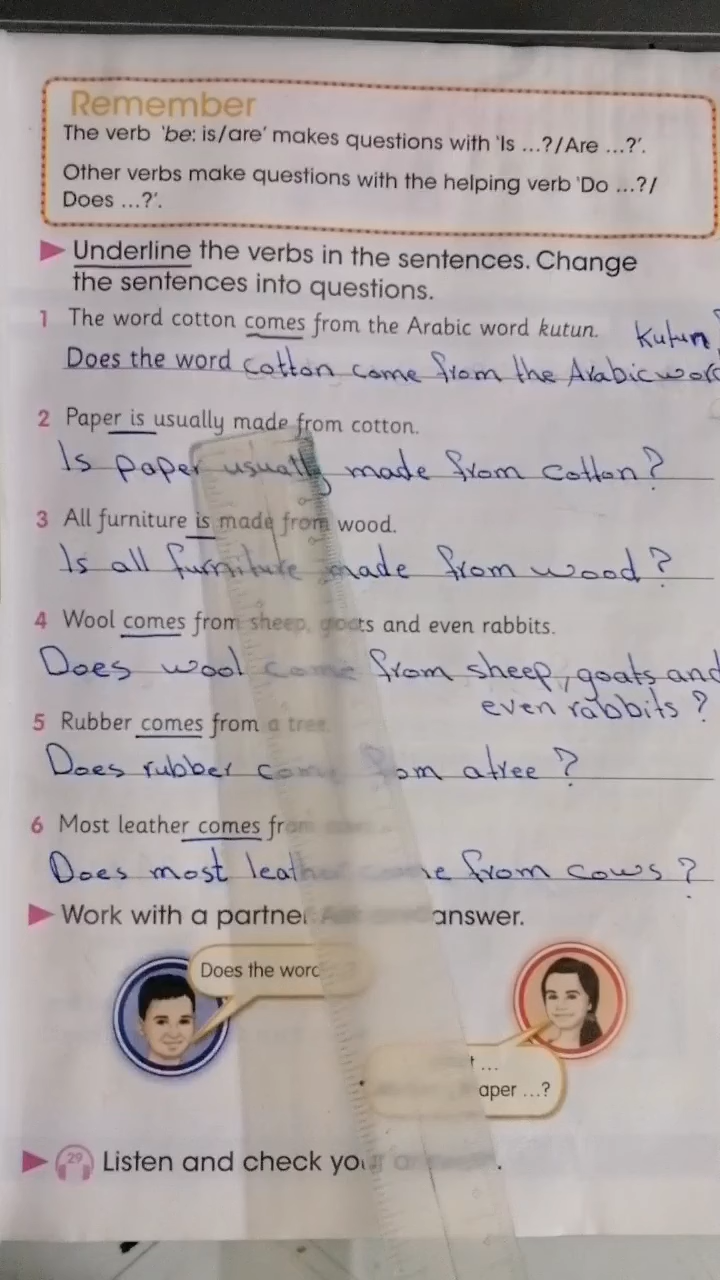 Remember
The verb 'be: is/are' makes questions with 'Is ...?/Are ...?'.
Other verbs make questions with the helping verb 'Do ...?/
Does ...?'.
Underline the verbs in the sentences. Change
the sentences into questions.
1 The word cotton comes from the Arabic word kutun.
Kutun?
Does the word cotton come from the Arabic word
2 Paper is usually made from cotton.
Is paper usually made from cotton?
3 All furniture is made from wood.
Is all furniture made from wood?
4 Wool comes from sheep, goats and even rabbits.
Does wool come from sheep, goats and
even rabbits?
5 Rubber comes from a tree.
Does rubber come from atree?
6 Most leather comes from
Does most leather come from cows?
Work with a partner. answer.
Does the word
...
aper ...?
29 Listen and check your .